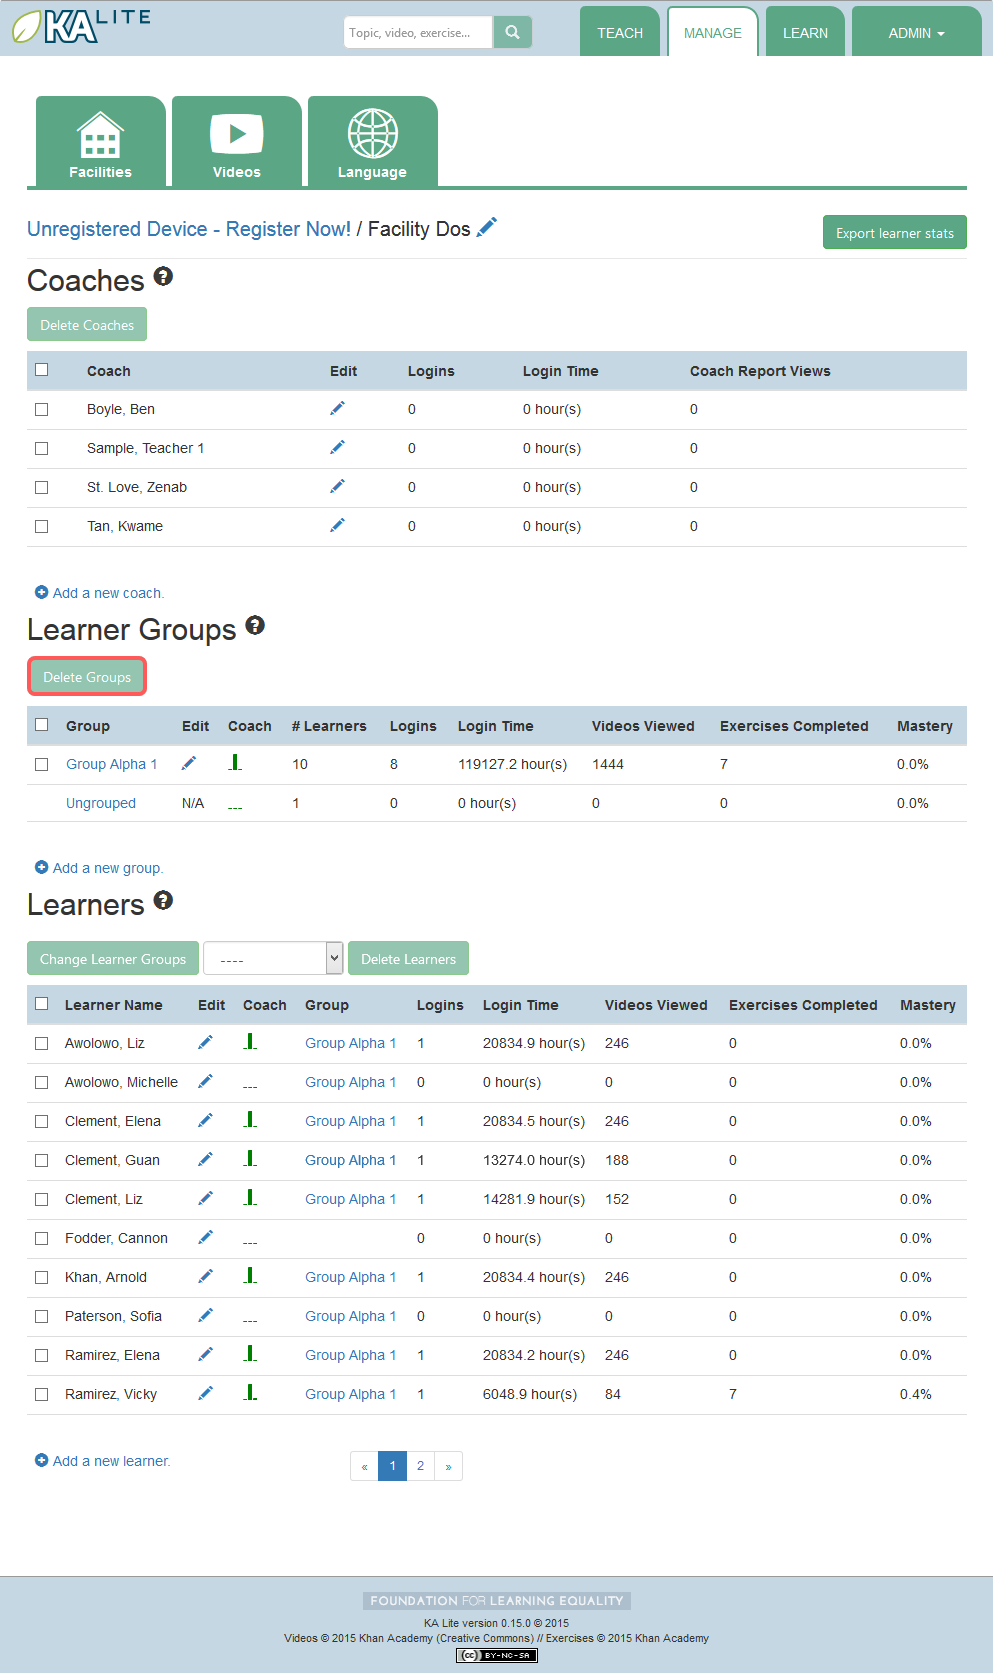 KA LITE
Topic, video, exercise...
TEACH
MANAGE
LEARN
ADMIN
Facilities
Videos
Language
Unregistered Device - Register Now! / Facility Dos
Export learner stats
Coaches ?
Delete Coaches
Coach Edit Logins Login Time Coach Report Views
Boyle, Ben 0 0 hour(s) 0
Sample, Teacher 1 0 0 hour(s) 0
St. Love, Zenab 0 0 hour(s) 0
Tan, Kwame 0 0 hour(s) 0
Add a new coach.
Learner Groups ?
Delete Groups
Group Edit Coach # Learners Logins Login Time Videos Viewed Exercises Completed Mastery
Group Alpha 1 10 8 119127.2 hour(s) 1444 7 0.0%
Ungrouped N/A --- 1 0 0 hour(s) 0 0 0.0%
Add a new group.
Learners ?
Change Learner Groups ---- Delete Learners
Learner Name Edit Coach Group Logins Login Time Videos Viewed Exercises Completed Mastery
Awolowo, Liz Group Alpha 1 1 20834.9 hour(s) 246 0 0.0%
Awolowo, Michelle --- Group Alpha 1 0 0 hour(s) 0 0 0.0%
Clement, Elena Group Alpha 1 1 20834.5 hour(s) 246 0 0.0%
Clement, Guan Group Alpha 1 1 13274.0 hour(s) 188 0 0.0%
Clement, Liz Group Alpha 1 1 14281.9 hour(s) 152 0 0.0%
Fodder, Cannon --- 0 0 hour(s) 0 0 0.0%
Khan, Arnold Group Alpha 1 1 20834.4 hour(s) 246 0 0.0%
Paterson, Sofia --- Group Alpha 1 0 0 hour(s) 0 0 0.0%
Ramirez, Elena Group Alpha 1 1 20834.2 hour(s) 246 0 0.0%
Ramirez, Vicky Group Alpha 1 1 6048.9 hour(s) 84 7 0.4%
Add a new learner.
« 1 2 »
FOUNDATION FOR LEARNING EQUALITY
KA Lite version 0.15.0 © 2015
Videos © 2015 Khan Academy (Creative Commons) // Exercises © 2015 Khan Academy
cc BY-NC-SA